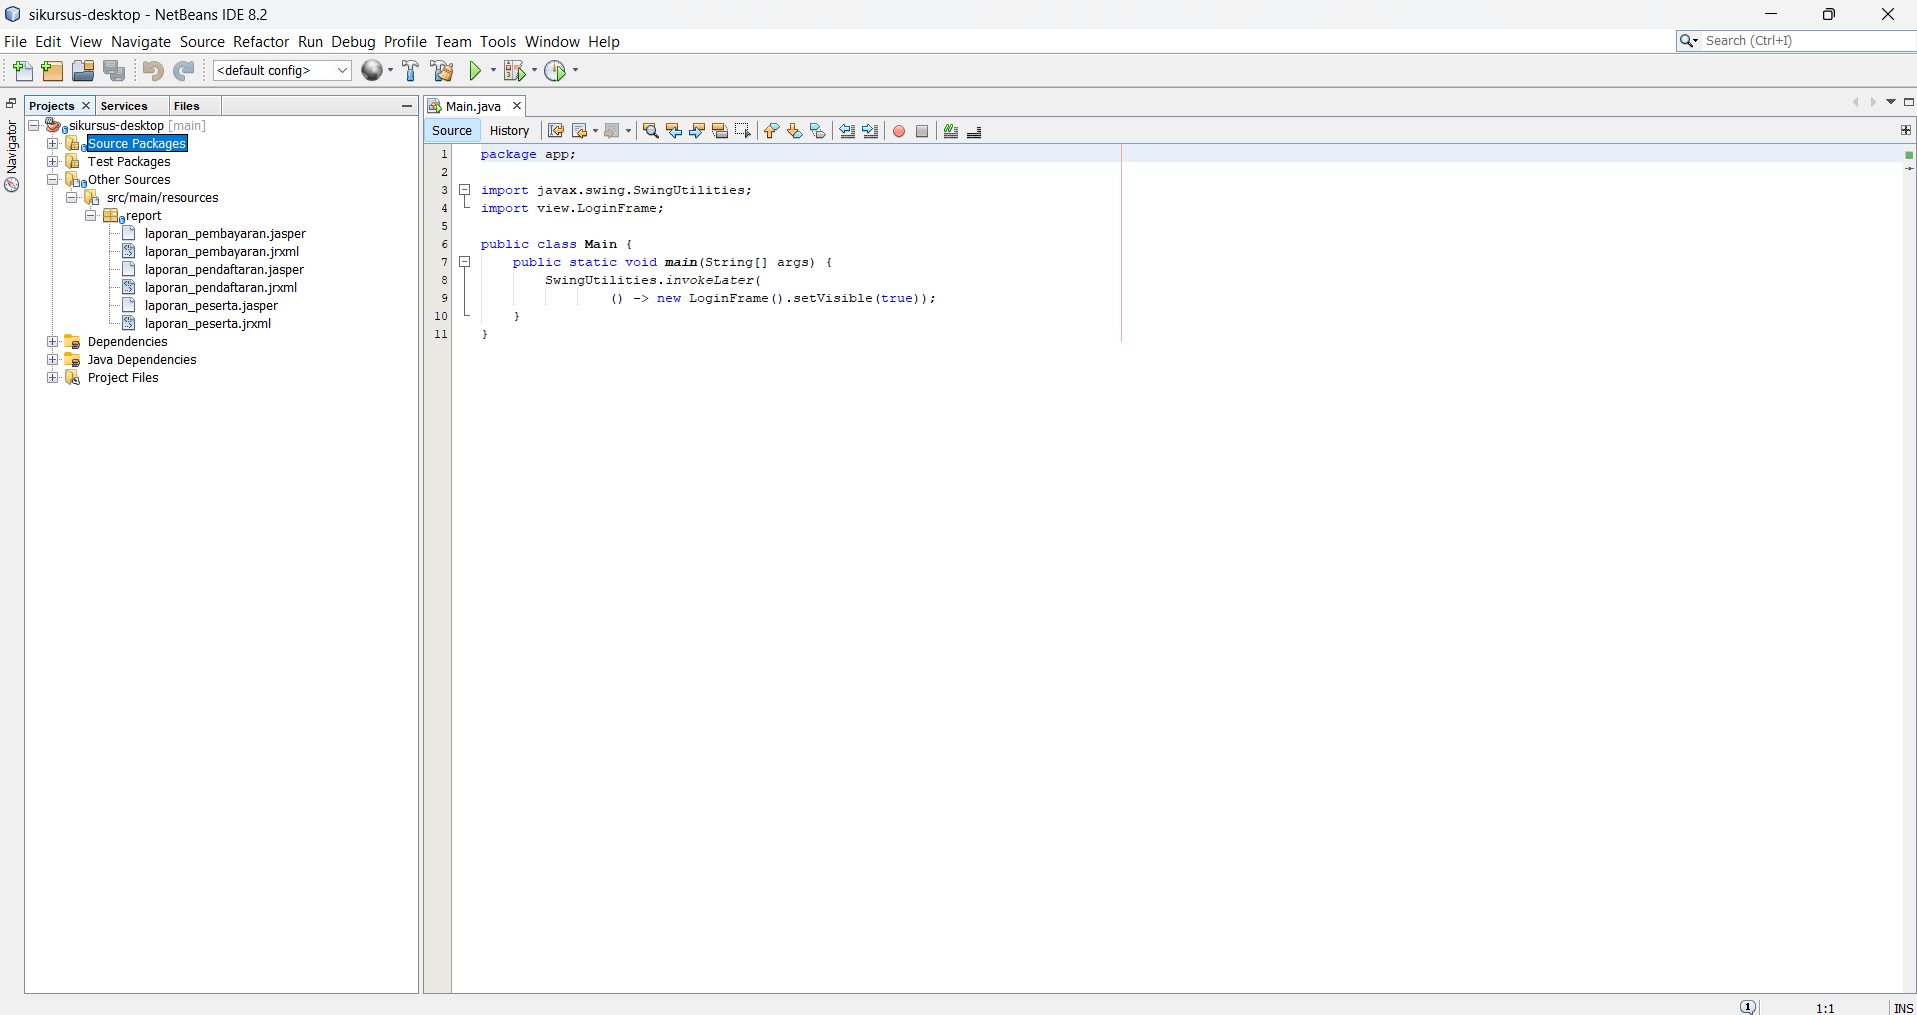 sikursus-desktop - NetBeans IDE 8.2
File Edit View Navigate Source Refactor Run Debug Profile Team Tools Window Help
Search (Ctrl+I)
<default config>
Navigator
Projects Services Files
sikursus-desktop [main]
Source Packages
Test Packages
Other Sources
src/main/resources
report
laporan_pembayaran.jasper
laporan_pembayaran.jrxml
laporan_pendaftaran.jasper
laporan_pendaftaran.jrxml
laporan_peserta.jasper
laporan_peserta.jrxml
Dependencies
Java Dependencies
Project Files
Main.java
Source History
1 package app;
2
3 import javax.swing.SwingUtilities;
4 import view.LoginFrame;
5
6 public class Main {
7 public static void main(String[] args) {
8 SwingUtilities.invokeLater(
9 () -> new LoginFrame().setVisible(true));
10 }
11 }
1 1:1 INS